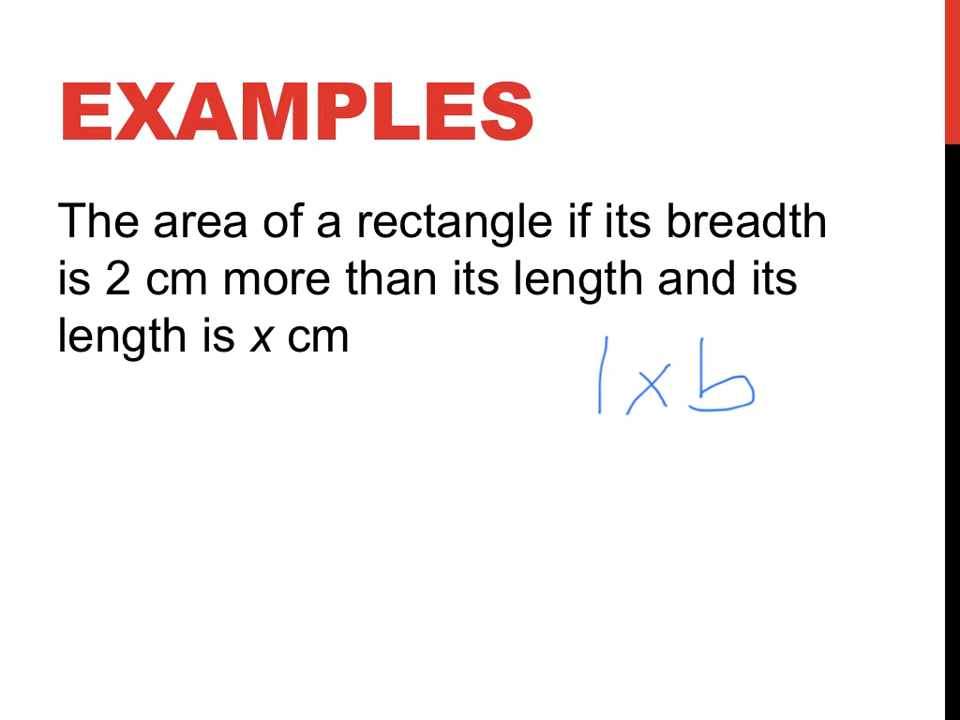 EXAMPLES
The area of a rectangle if its breadth
is 2 cm more than its length and its
length is x cm
l x b